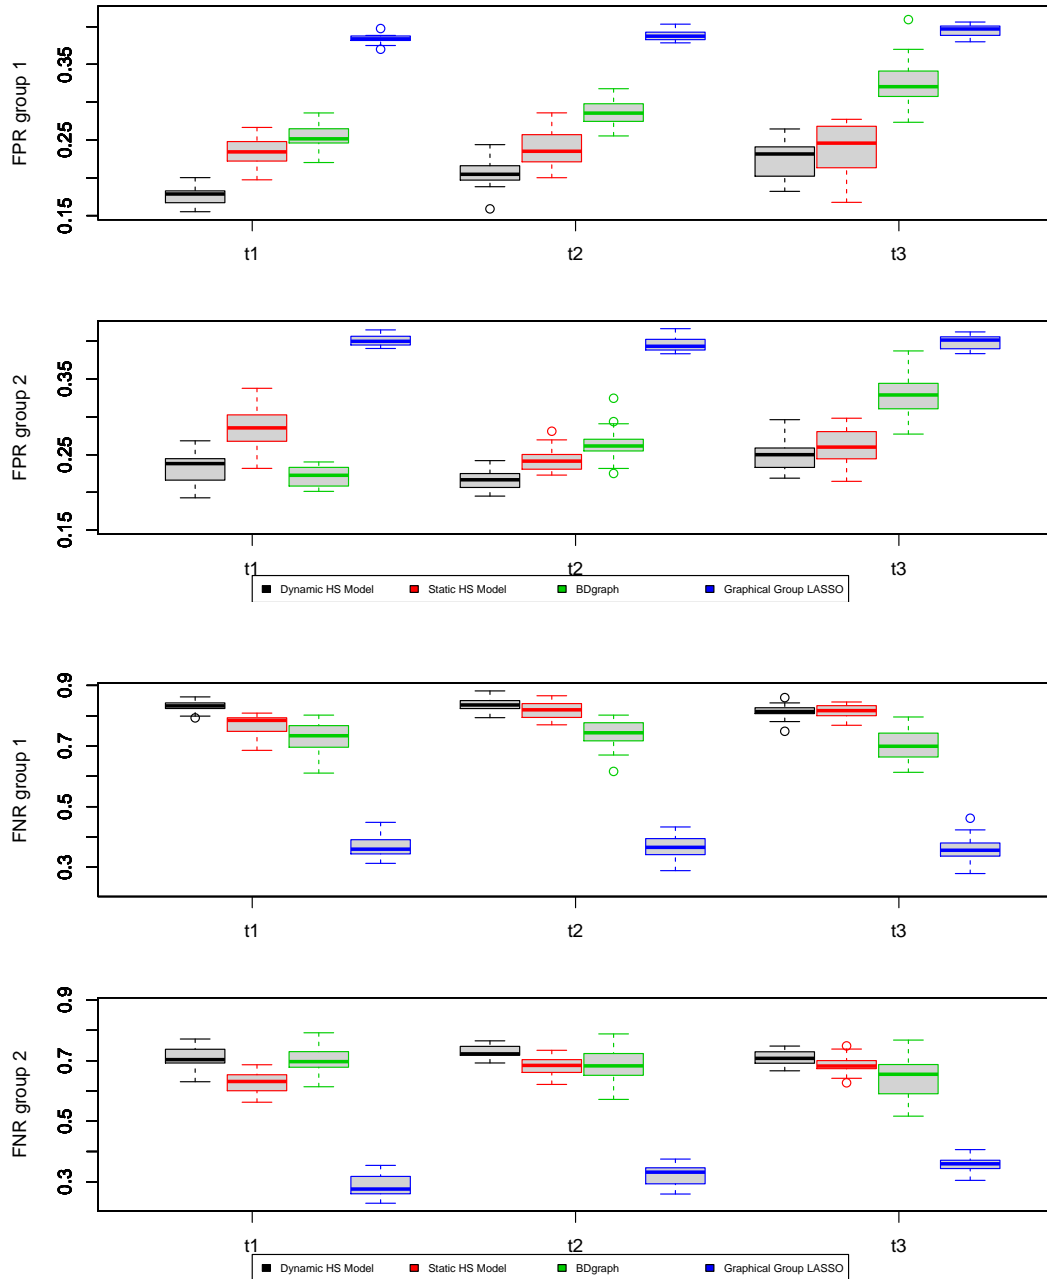 FPR group 1
0.35
0.25
0.15
t1 t2 t3
FPR group 2
0.35
0.25
0.15
t1 t2 t3
Dynamic HS Model Static HS Model BDgraph Graphical Group LASSO
FNR group 1
0.9
0.7
0.5
0.3
t1 t2 t3
FNR group 2
0.9
0.7
0.5
0.3
t1 t2 t3
Dynamic HS Model Static HS Model BDgraph Graphical Group LASSO